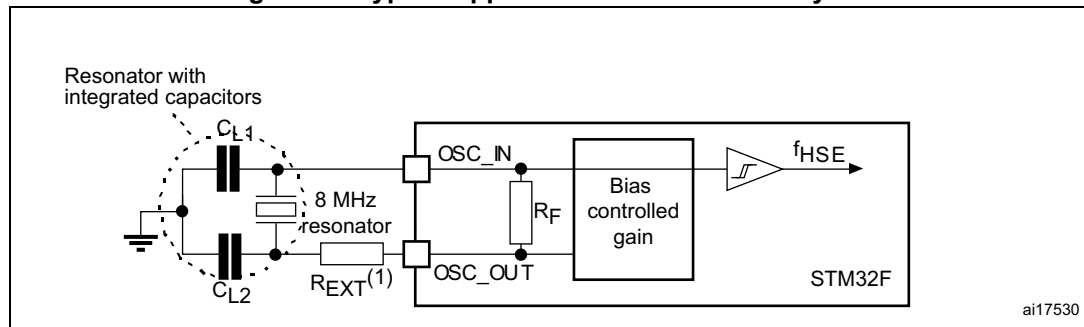 Resonator with
integrated capacitors
CL1
OSC_IN
fHSE
8 MHz
resonator
RF
Bias
controlled
gain
REXT(1)
OSC_OUT
CL2
STM32F
ai17530